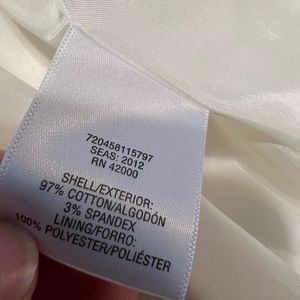 720458115797
SEAS: 2012
RN 42000
SHELL/EXTERIOR:
97% COTTON/ALGODÓN
3% SPANDEX
LINING/FORRO:
100% POLYESTER/POLIÉSTER